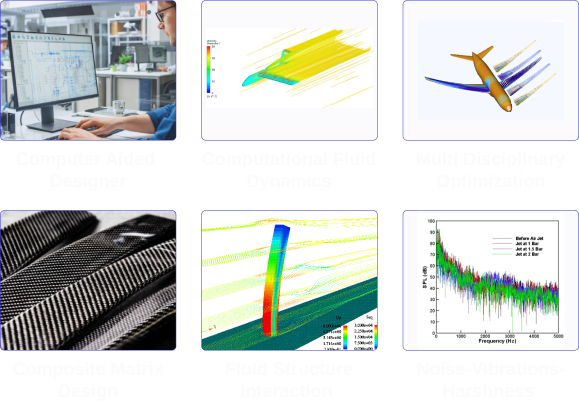 Computer Aided
Designer
Computational Fluid
Dynamics
Multi Disciplinary
Optimization
Before Air Jet
Jet at 1 Bar
Jet at 1.5 Bar
Jet at 2 Bar
SPL (dB)
100
90
80
70
60
50
40
30
20
10
0
0 1000 2000 3000 4000 5000
Frequency (Hz)
Composite Matrix
Design
Fluid Structure
Interaction
Noise-Vibrations-
Harshness